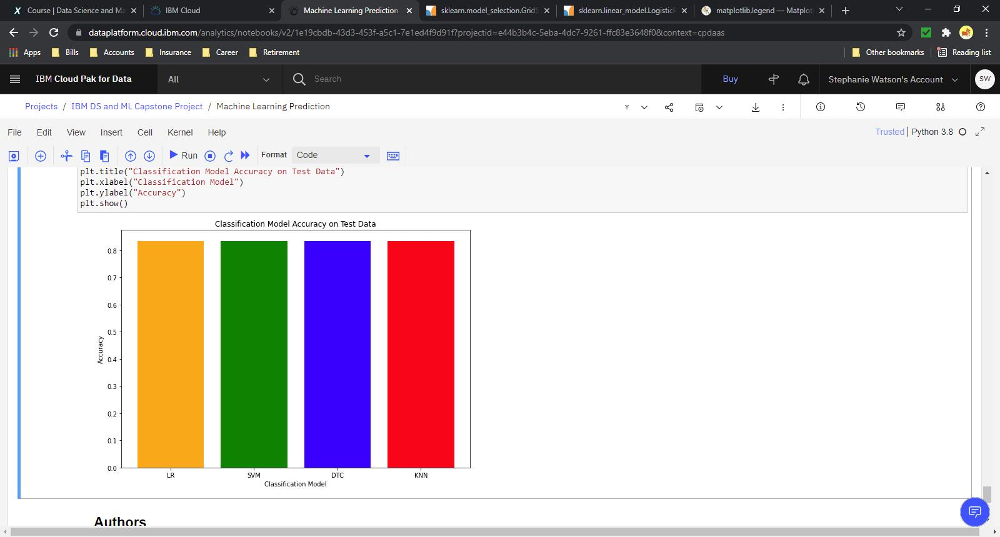 Course | Data Science and Ma
IBM Cloud
Machine Learning Prediction
sklearn.model_selection.GridS
sklearn.linear_model.LogisticR
matplotlib.legend — Matplotl
dataplatform.cloud.ibm.com/analytics/notebooks/v2/1e19cbdb-43d3-453f-a5c1-7e1ed4f9d91f?projectid=e44b3b4c-5eba-4dc7-9261-ffc83e3648f0&context=cpdaas
Apps Bills Accounts Insurance Career Retirement Other bookmarks Reading list
IBM Cloud Pak for Data All Search Buy Stephanie Watson's Account SW
Projects / IBM DS and ML Capstone Project / Machine Learning Prediction
File Edit View Insert Cell Kernel Help Trusted | Python 3.8
Run Format Code
plt.title("Classification Model Accuracy on Test Data")
plt.xlabel("Classification Model")
plt.ylabel("Accuracy")
plt.show()
Classification Model Accuracy on Test Data
0.8
0.7
0.6
0.5
Accuracy
0.4
0.3
0.2
0.1
0.0
LR SVM DTC KNN
Classification Model
Authors